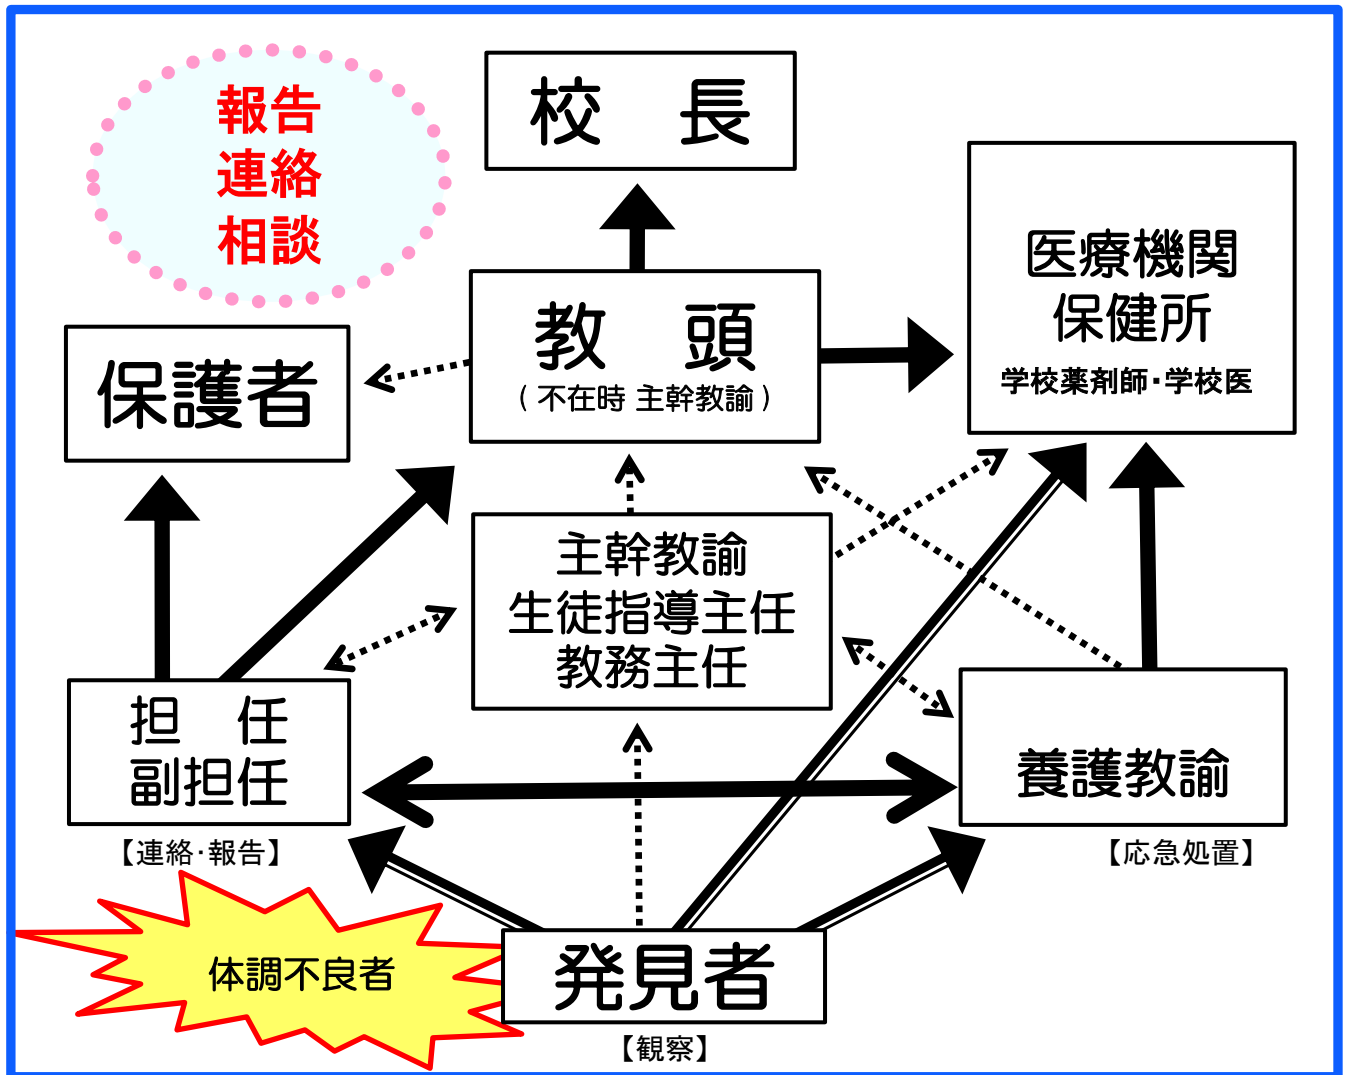 報告
連絡
相談
校　長
医療機関
保健所
学校薬剤師・学校医
教　頭
（不在時 主幹教諭）
保護者
主幹教諭
生徒指導主任
教務主任
担　任
副担任
【連絡・報告】
養護教諭
【応急処置】
体調不良者
発見者
【観察】